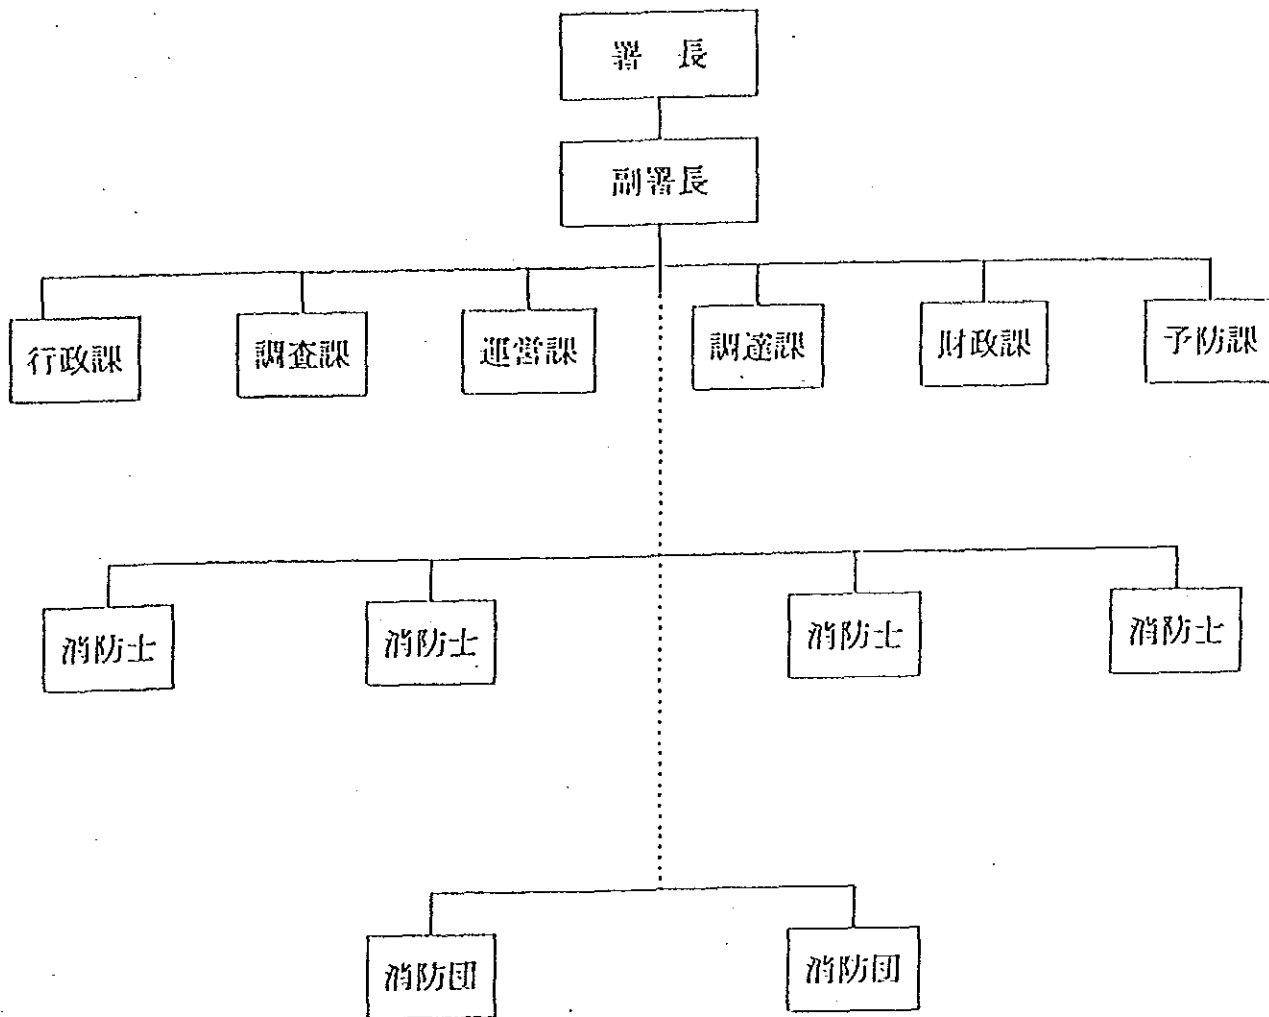 署 長
副署長
行政課
調査課
運営課
調達課
財政課
予防課
消防士
消防士
消防士
消防士
消防団
消防団